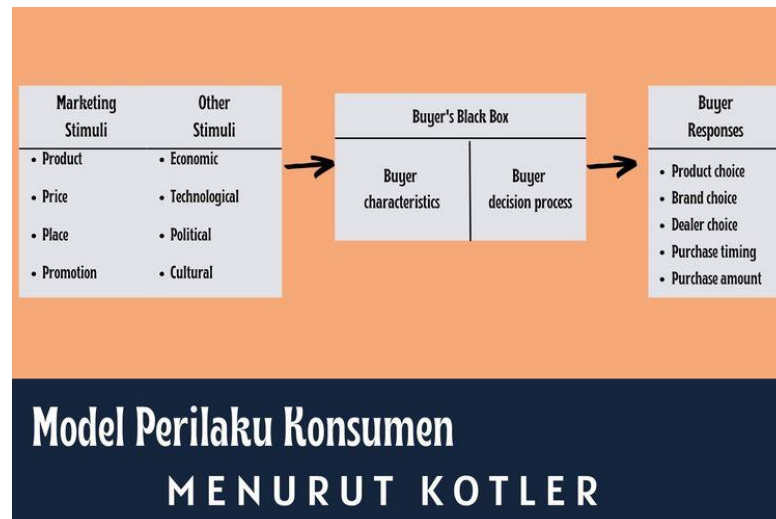 Marketing
Stimuli
• Product
• Price
• Place
• Promotion
Other
Stimuli
• Economic
• Technological
• Political
• Cultural
Buyer's Black Box
Buyer
characteristics
Buyer
decision process
Buyer
Responses
• Product choice
• Brand choice
• Dealer choice
• Purchase timing
• Purchase amount
Model Perilaku Konsumen
MENURUT KOTLER